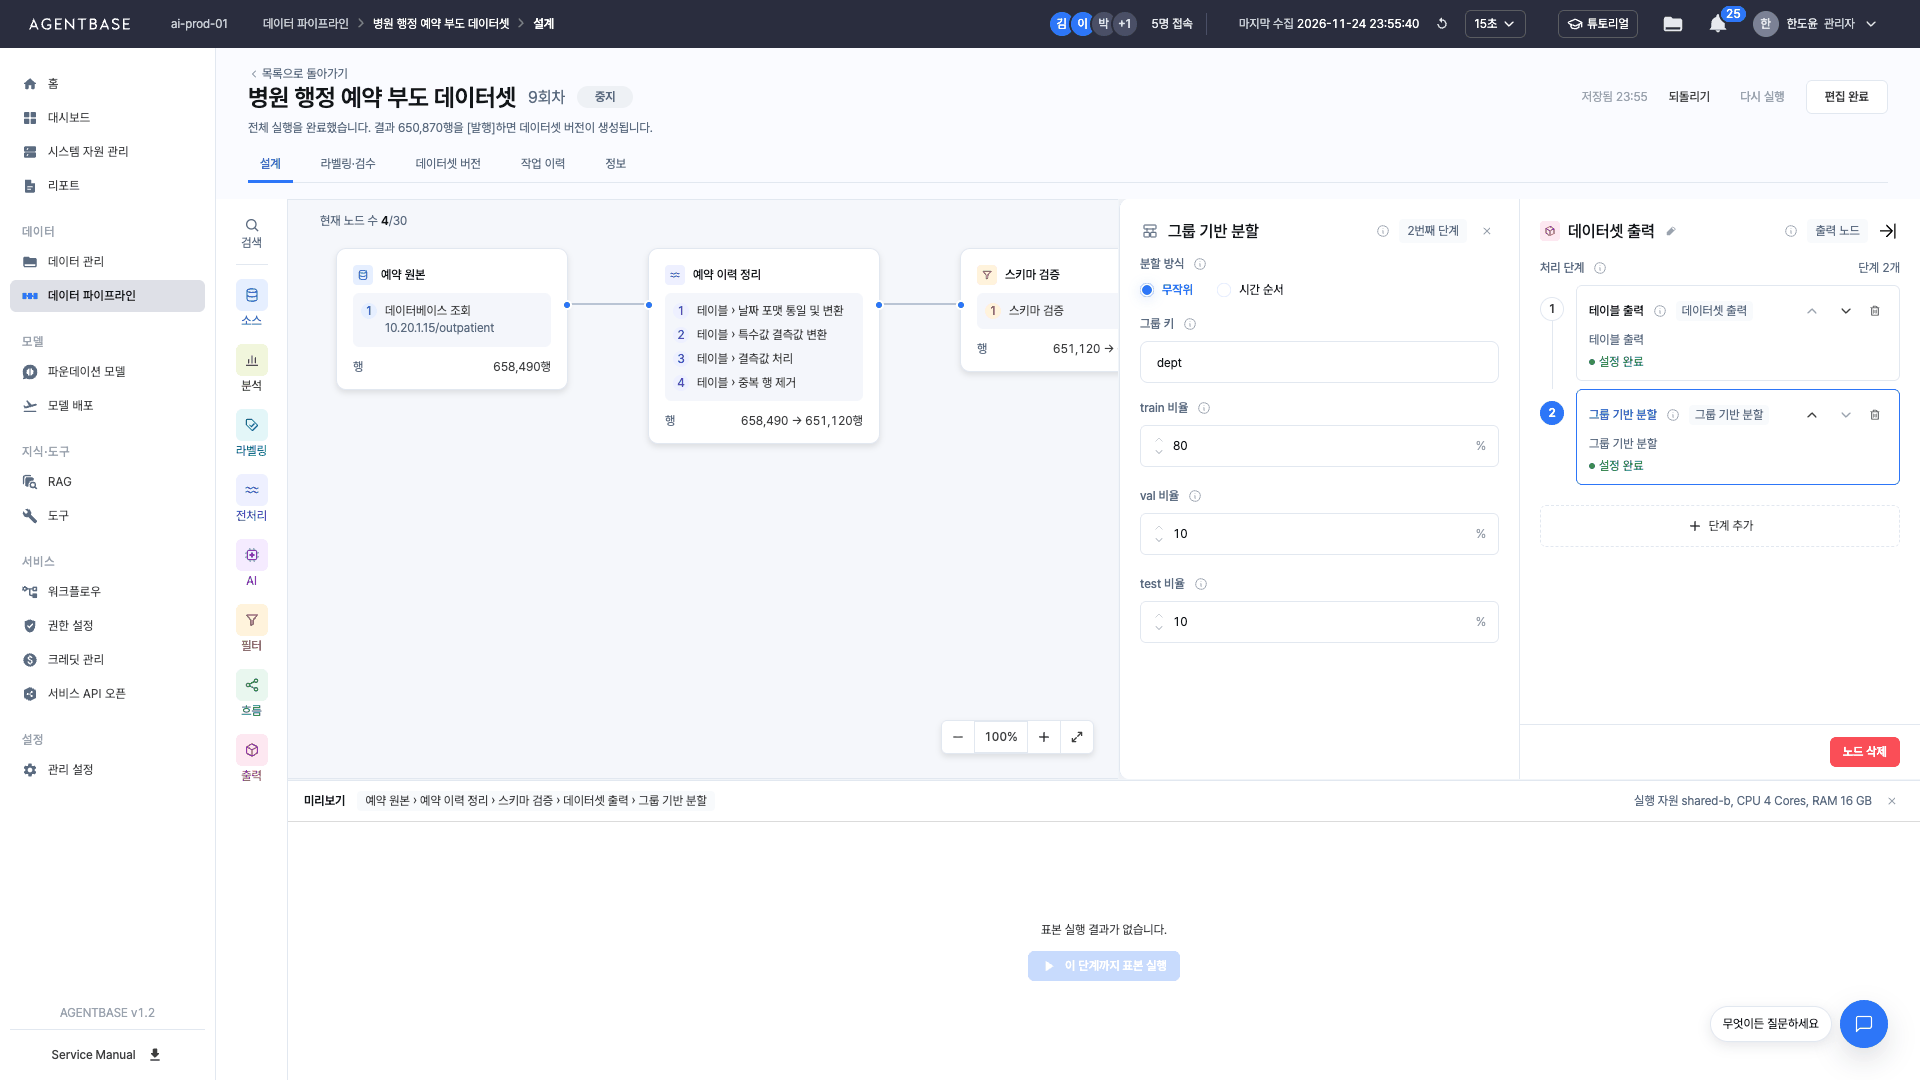 AGENTBASE
ai-prod-01
데이터 파이프라인 > 병원 행정 예약 부도 데이터셋 > 설계
김 이 박 +1 5명 접속
마지막 수집 2026-11-24 23:55:40
15초
튜토리얼
25
한 한도윤 관리자
홈
대시보드
시스템 자원 관리
리포트
데이터
데이터 관리
데이터 파이프라인
모델
파운데이션 모델
모델 배포
지식·도구
RAG
도구
서비스
워크플로우
권한 설정
크레딧 관리
서비스 API 오픈
설정
관리 설정
AGENTBASE v1.2
Service Manual
목록으로 돌아가기
병원 행정 예약 부도 데이터셋 9회차 중지
저장됨 23:55 되돌리기 다시 실행 편집 완료
전체 실행을 완료했습니다. 결과 650,870행을 [발행]하면 데이터셋 버전이 생성됩니다.
설계 라벨링·검수 데이터셋 버전 작업 이력 정보
검색
소스
분석
라벨링
전처리
AI
필터
흐름
출력
현재 노드 수 4/30
예약 원본
1 데이터베이스 조회
10.20.1.15/outpatient
행 658,490행
예약 이력 정리
1 테이블 › 날짜 포맷 통일 및 변환
2 테이블 › 특수값 결측값 변환
3 테이블 › 결측값 처리
4 테이블 › 중복 행 제거
행 658,490 → 651,120행
스키마 검증
1 스키마 검증
행 651,120 →
100%
그룹 기반 분할 2번째 단계
분할 방식
무작위 시간 순서
그룹 키
dept
train 비율
80 %
val 비율
10 %
test 비율
10 %
데이터셋 출력 출력 노드
처리 단계 단계 2개
1 테이블 출력 데이터셋 출력
테이블 출력
설정 완료
2 그룹 기반 분할 그룹 기반 분할
그룹 기반 분할
설정 완료
+ 단계 추가
노드 삭제
미리보기 예약 원본 › 예약 이력 정리 › 스키마 검증 › 데이터셋 출력 › 그룹 기반 분할
실행 자원 shared-b, CPU 4 Cores, RAM 16 GB
표본 실행 결과가 없습니다.
이 단계까지 표본 실행
무엇이든 질문하세요